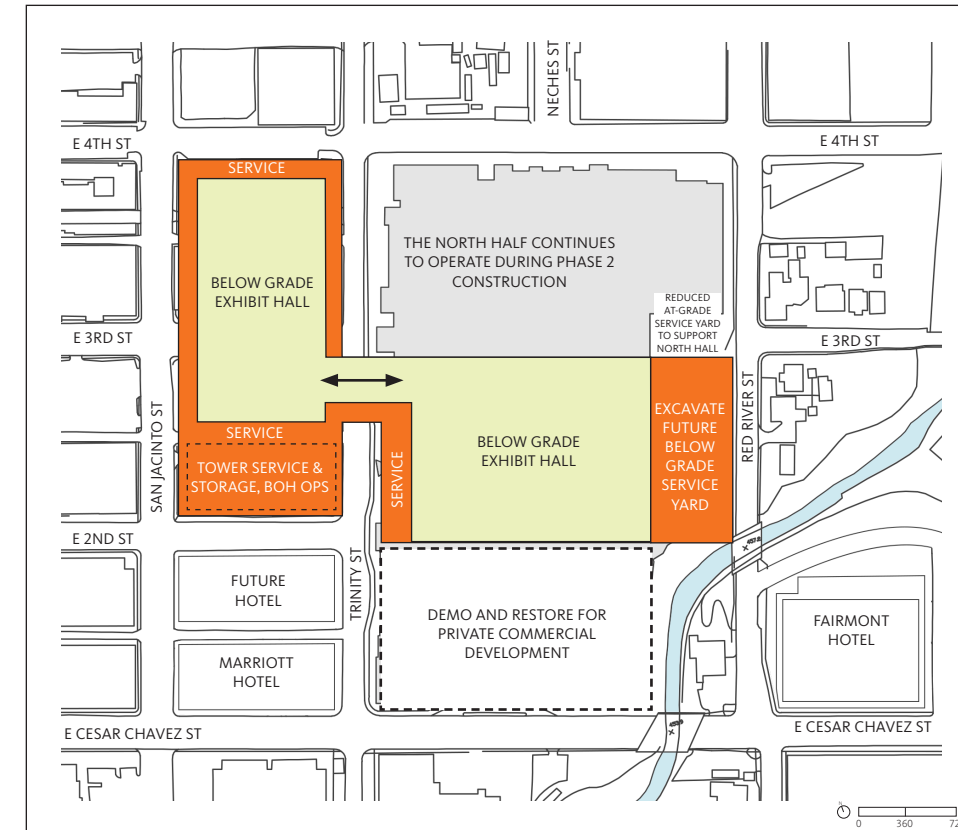 NECHES ST
E 4TH ST
E 4TH ST
SERVICE
THE NORTH HALF CONTINUES
TO OPERATE DURING PHASE 2
CONSTRUCTION
BELOW GRADE
EXHIBIT HALL
REDUCED
AT-GRADE
SERVICE YARD
TO SUPPORT
NORTH HALL
E 3RD ST
E 3RD ST
SAN JACINTO ST
RED RIVER ST
EXCAVATE
FUTURE
BELOW
GRADE
SERVICE
YARD
SERVICE
BELOW GRADE
EXHIBIT HALL
TOWER SERVICE &
STORAGE, BOH OPS
SERVICE
E 2ND ST
TRINITY ST
FUTURE
HOTEL
DEMO AND RESTORE FOR
PRIVATE COMMERCIAL
DEVELOPMENT
FAIRMONT
HOTEL
MARRIOTT
HOTEL
E CESAR CHAVEZ ST
E CESAR CHAVEZ ST
N
0 360 72